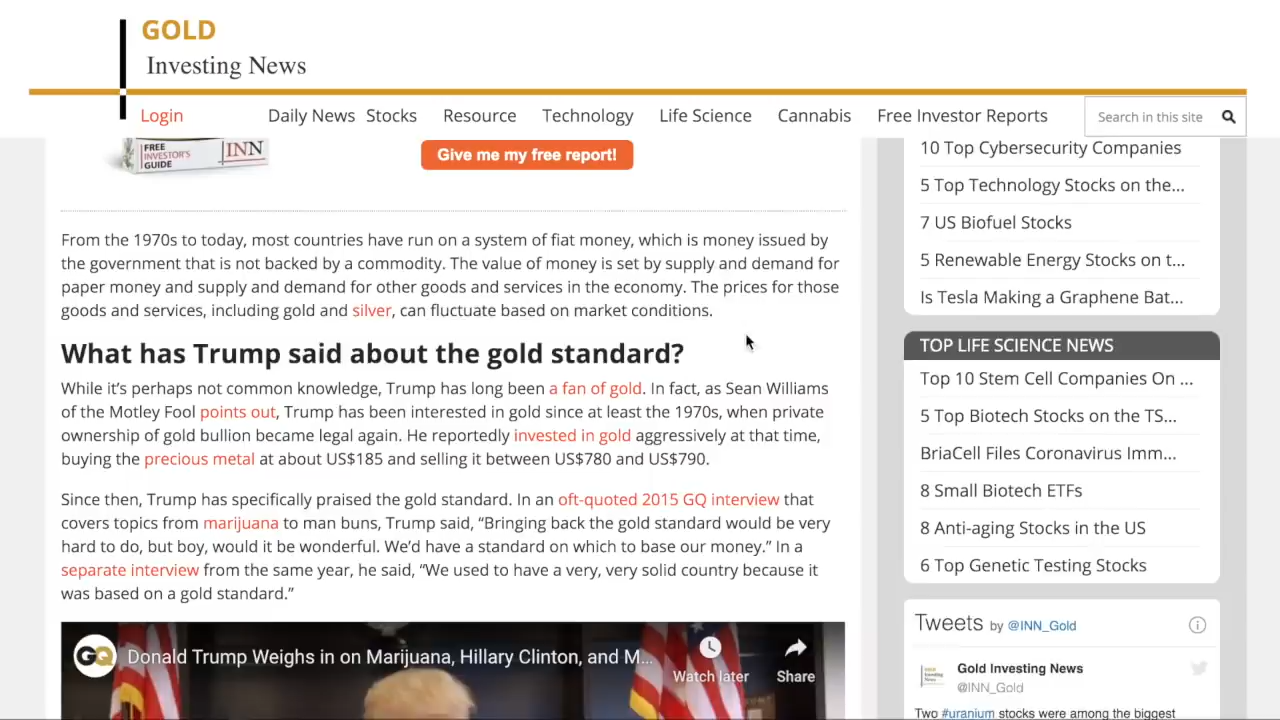 GOLD
Investing News
Login
Daily News
Stocks
Resource
Technology
Life Science
Cannabis
Free Investor Reports
Search in this site
FREE
INVESTOR'S
GUIDE
INN
Give me my free report!
From the 1970s to today, most countries have run on a system of fiat money, which is money issued by
the government that is not backed by a commodity. The value of money is set by supply and demand for
paper money and supply and demand for other goods and services in the economy. The prices for those
goods and services, including gold and silver, can fluctuate based on market conditions.
What has Trump said about the gold standard?
While it’s perhaps not common knowledge, Trump has long been a fan of gold. In fact, as Sean Williams
of the Motley Fool points out, Trump has been interested in gold since at least the 1970s, when private
ownership of gold bullion became legal again. He reportedly invested in gold aggressively at that time,
buying the precious metal at about US$185 and selling it between US$780 and US$790.
Since then, Trump has specifically praised the gold standard. In an oft-quoted 2015 GQ interview that
covers topics from marijuana to man buns, Trump said, “Bringing back the gold standard would be very
hard to do, but boy, would it be wonderful. We’d have a standard on which to base our money.” In a
separate interview from the same year, he said, “We used to have a very, very solid country because it
was based on a gold standard.”
GQ
Donald Trump Weighs in on Marijuana, Hillary Clinton, and M...
Watch later
Share
10 Top Cybersecurity Companies
5 Top Technology Stocks on the...
7 US Biofuel Stocks
5 Renewable Energy Stocks on t...
Is Tesla Making a Graphene Bat...
TOP LIFE SCIENCE NEWS
Top 10 Stem Cell Companies On ...
5 Top Biotech Stocks on the TS...
BriaCell Files Coronavirus Imm...
8 Small Biotech ETFs
8 Anti-aging Stocks in the US
6 Top Genetic Testing Stocks
Tweets by @INN_Gold
Gold Investing News
@INN_Gold
Two #uranium stocks were among the biggest